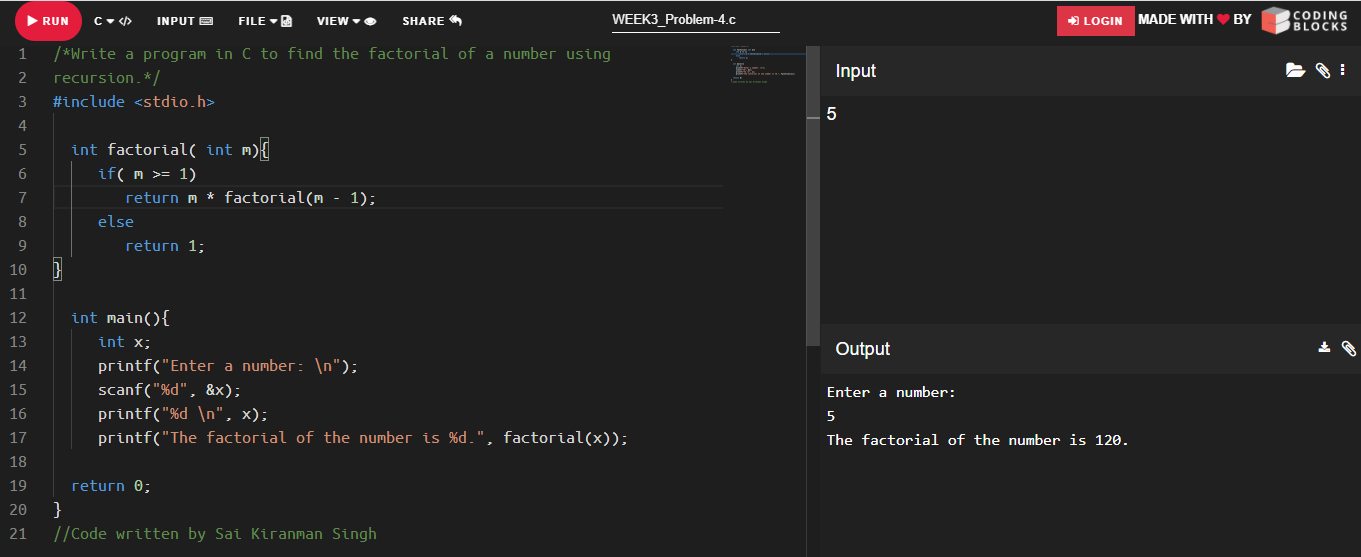 RUN C </> INPUT FILE VIEW SHARE WEEK3_Problem-4.c LOGIN MADE WITH BY CODING BLOCKS
1 /*Write a program in C to find the factorial of a number using
2 recursion.*/
3 #include <stdio.h>
4
5 int factorial( int m){
6 if( m >= 1)
7 return m * factorial(m - 1);
8 else
9 return 1;
10 }
11
12 int main(){
13 int x;
14 printf("Enter a number: \n");
15 scanf("%d", &x);
16 printf("%d \n", x);
17 printf("The factorial of the number is %d.", factorial(x));
18
19 return 0;
20 }
21 //Code written by Sai Kiranman Singh
Input
5
Output
Enter a number:
5
The factorial of the number is 120.